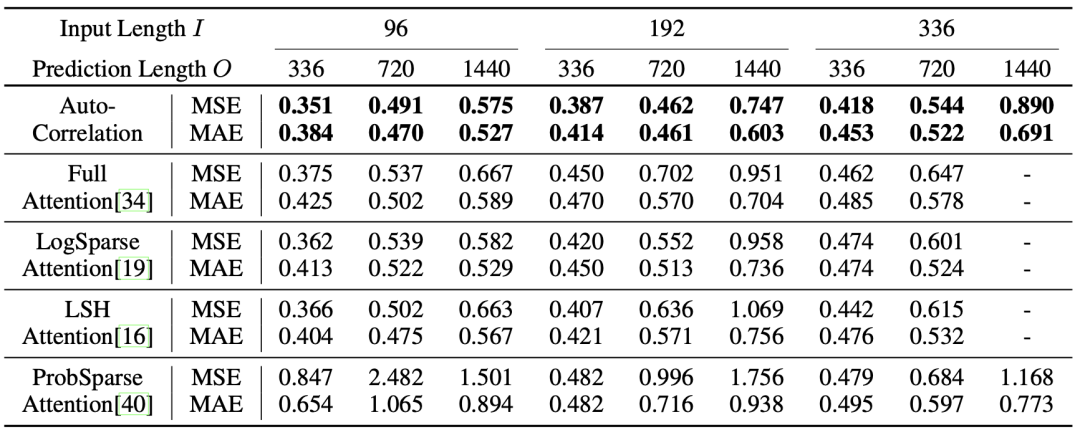 Input Length I 96 192 336
Prediction Length O 336 720 1440 336 720 1440 336 720 1440
Auto- MSE 0.351 0.491 0.575 0.387 0.462 0.747 0.418 0.544 0.890
Correlation MAE 0.384 0.470 0.527 0.414 0.461 0.603 0.453 0.522 0.691
Full MSE 0.375 0.537 0.667 0.450 0.702 0.951 0.462 0.647 -
Attention[34] MAE 0.425 0.502 0.589 0.470 0.570 0.704 0.485 0.578 -
LogSparse MSE 0.362 0.539 0.582 0.420 0.552 0.958 0.474 0.601 -
Attention[19] MAE 0.413 0.522 0.529 0.450 0.513 0.736 0.474 0.524 -
LSH MSE 0.366 0.502 0.663 0.407 0.636 1.069 0.442 0.615 -
Attention[16] MAE 0.404 0.475 0.567 0.421 0.571 0.756 0.476 0.532 -
ProbSparse MSE 0.847 2.482 1.501 0.482 0.996 1.756 0.479 0.684 1.168
Attention[40] MAE 0.654 1.065 0.894 0.482 0.716 0.938 0.495 0.597 0.773